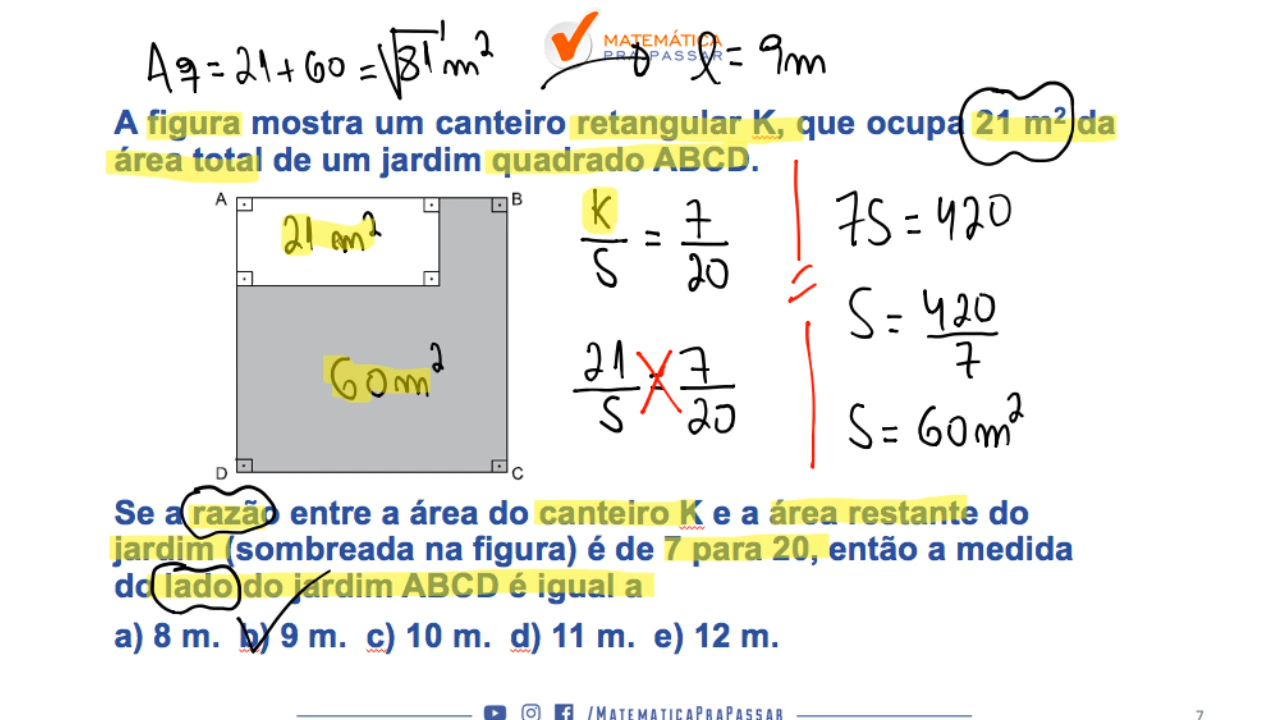 Aq = 21 + 60 = √81 m² → l = 9m
MATEMÁTICA
PRA PASSAR
A figura mostra um canteiro retangular K, que ocupa 21 m² da
área total de um jardim quadrado ABCD.
A
B
21 m²
60 m²
D
C
K/S = 7/20
21/S = 7/20
7S = 420
S = 420/7
S = 60m²
Se a razão entre a área do canteiro K e a área restante do
jardim (sombreada na figura) é de 7 para 20, então a medida
do lado do jardim ABCD é igual a
a) 8 m. b) 9 m. c) 10 m. d) 11 m. e) 12 m.
/MATEMATICAPRAPASSAR
7